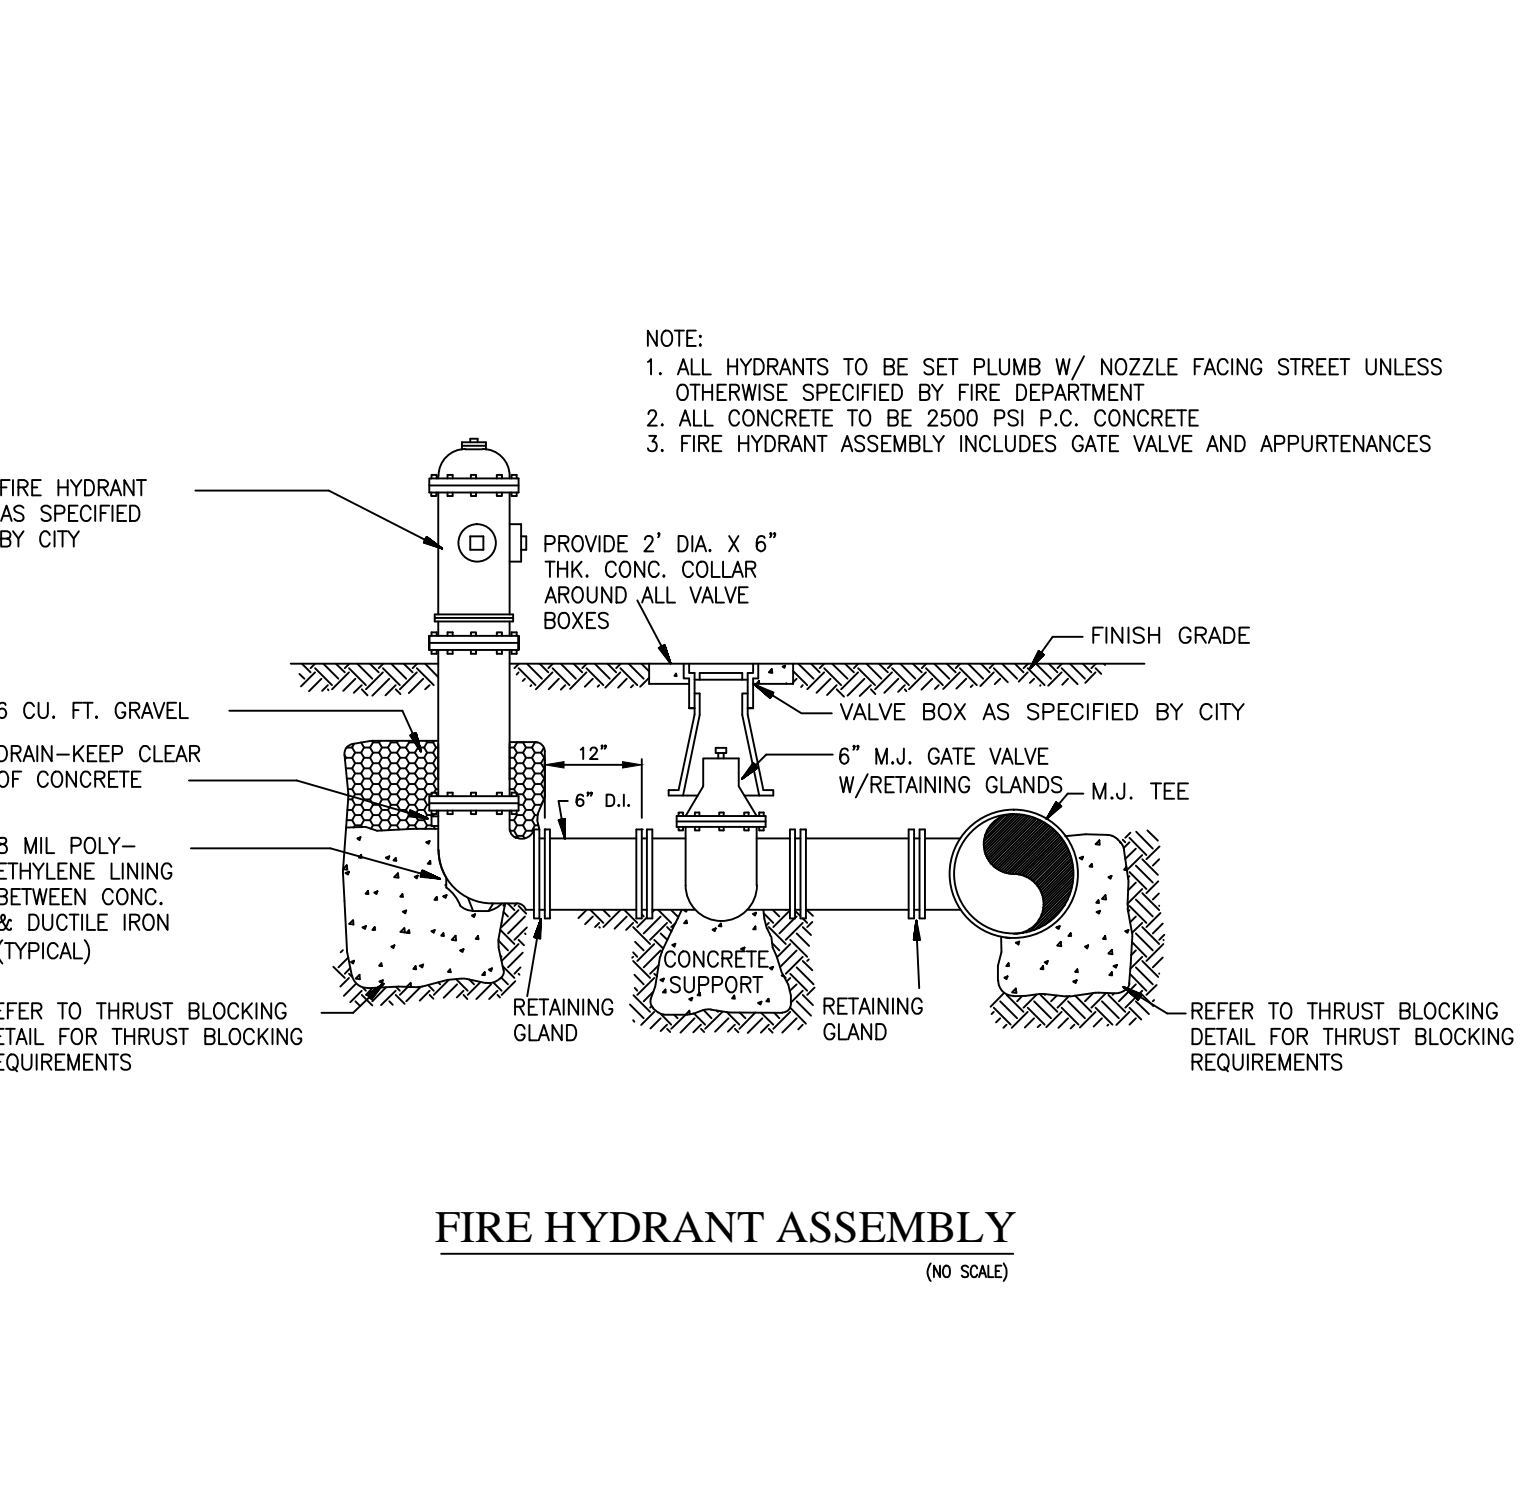 NOTE:
1. ALL HYDRANTS TO BE SET PLUMB W/ NOZZLE FACING STREET UNLESS
OTHERWISE SPECIFIED BY FIRE DEPARTMENT
2. ALL CONCRETE TO BE 2500 PSI P.C. CONCRETE
3. FIRE HYDRANT ASSEMBLY INCLUDES GATE VALVE AND APPURTENANCES
FIRE HYDRANT
AS SPECIFIED
BY CITY
PROVIDE 2' DIA. X 6"
THK. CONC. COLLAR
AROUND ALL VALVE
BOXES
FINISH GRADE
6 CU. FT. GRAVEL
VALVE BOX AS SPECIFIED BY CITY
DRAIN-KEEP CLEAR
OF CONCRETE
12"
6" M.J. GATE VALVE
W/RETAINING GLANDS
M.J. TEE
6" D.I.
8 MIL POLY-
ETHYLENE LINING
BETWEEN CONC.
& DUCTILE IRON
(TYPICAL)
CONCRETE
SUPPORT
EFER TO THRUST BLOCKING
ETAIL FOR THRUST BLOCKING
EQUIREMENTS
RETAINING
GLAND
RETAINING
GLAND
REFER TO THRUST BLOCKING
DETAIL FOR THRUST BLOCKING
REQUIREMENTS
FIRE HYDRANT ASSEMBLY
(NO SCALE)